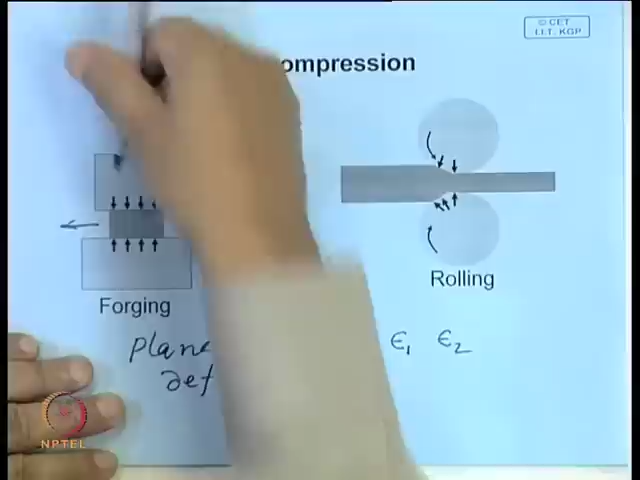 © CET
I.I.T. KGP
ompression
Forging
Rolling
plane ϵ₁ ϵ₂
def
NPTEL